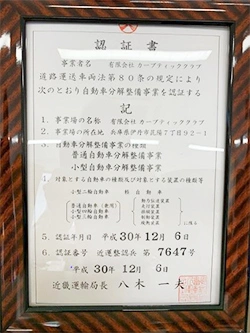 認証書
事業者名 有限会社 カーブティッククラブ
道路運送車両法第80条の規定により
次のとおり自動車分解整備事業を認証する
記
1．事業場の名称 有限会社 カーブティッククラブ
2．事業場の所在地 兵庫県伊丹市瓦場7丁目92-1
3．自動車分解整備事業の種類
普通自動車分解整備事業
小型自動車分解整備事業
4．対象とする自動車の種類及び対象とする装置の種類等
5．認証年月日 平成30年12月6日
6．認証番号 近運整認兵 第7647号
平成30年12月6日
近畿運輸局長 八木 一夫